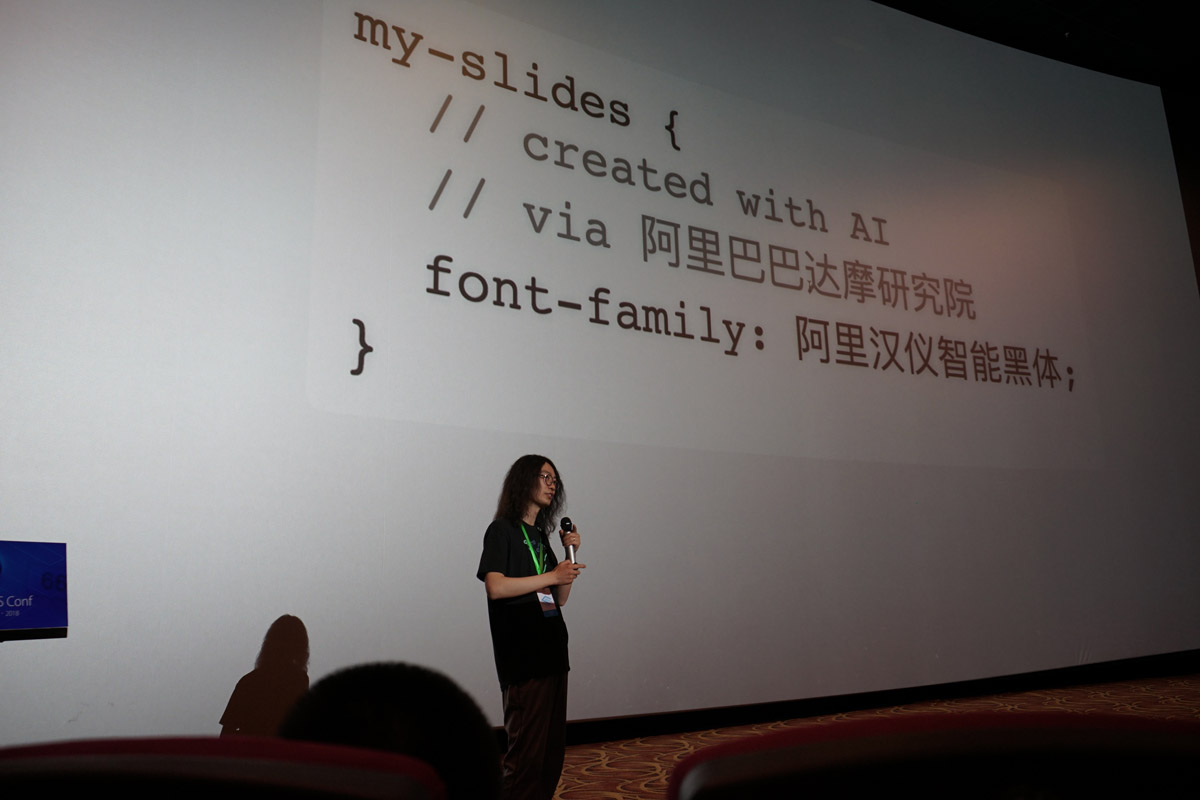 my-slides {
// created with AI
// via 阿里巴巴达摩研究院
font-family: 阿里汉仪智能黑体;
}
S Conf
- 2018